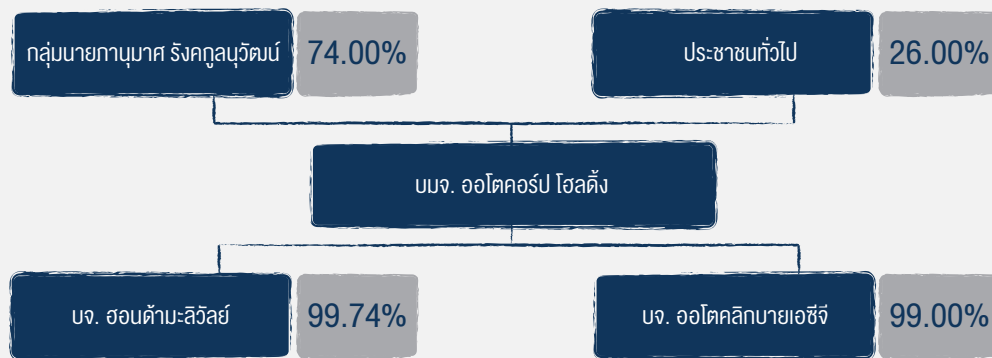 กลุ่มนายภานุมาศ รังคกูลนุวัฒน์ 74.00%
ประชาชนทั่วไป 26.00%
บมจ. ออโตคอร์ป โฮลดิ้ง
บจ. ฮอนด้ามะลิวัลย์ 99.74%
บจ. ออโตคลิกบายเอซีจี 99.00%